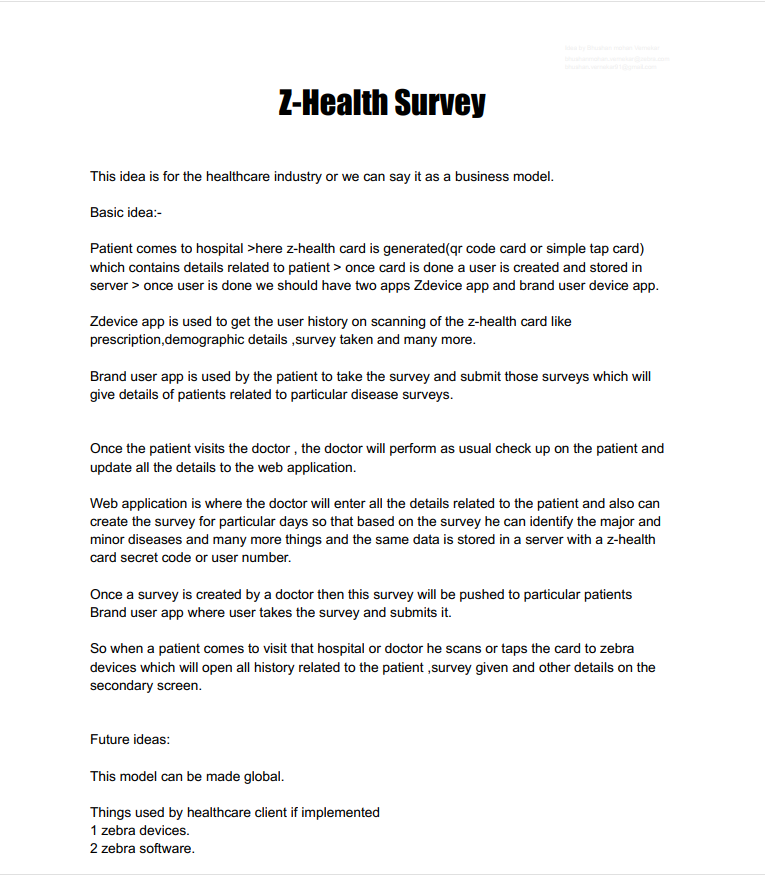 Z-Health Survey
This idea is for the healthcare industry or we can say it as a business model.
Basic idea:-
Patient comes to hospital >here z-health card is generated(qr code card or simple tap card)
which contains details related to patient > once card is done a user is created and stored in
server > once user is done we should have two apps Zdevice app and brand user device app.
Zdevice app is used to get the user history on scanning of the z-health card like
prescription,demographic details ,survey taken and many more.
Brand user app is used by the patient to take the survey and submit those surveys which will
give details of patients related to particular disease surveys.
Once the patient visits the doctor , the doctor will perform as usual check up on the patient and
update all the details to the web application.
Web application is where the doctor will enter all the details related to the patient and also can
create the survey for particular days so that based on the survey he can identify the major and
minor diseases and many more things and the same data is stored in a server with a z-health
card secret code or user number.
Once a survey is created by a doctor then this survey will be pushed to particular patients
Brand user app where user takes the survey and submits it.
So when a patient comes to visit that hospital or doctor he scans or taps the card to zebra
devices which will open all history related to the patient ,survey given and other details on the
secondary screen.
Future ideas:
This model can be made global.
Things used by healthcare client if implemented
1 zebra devices.
2 zebra software.